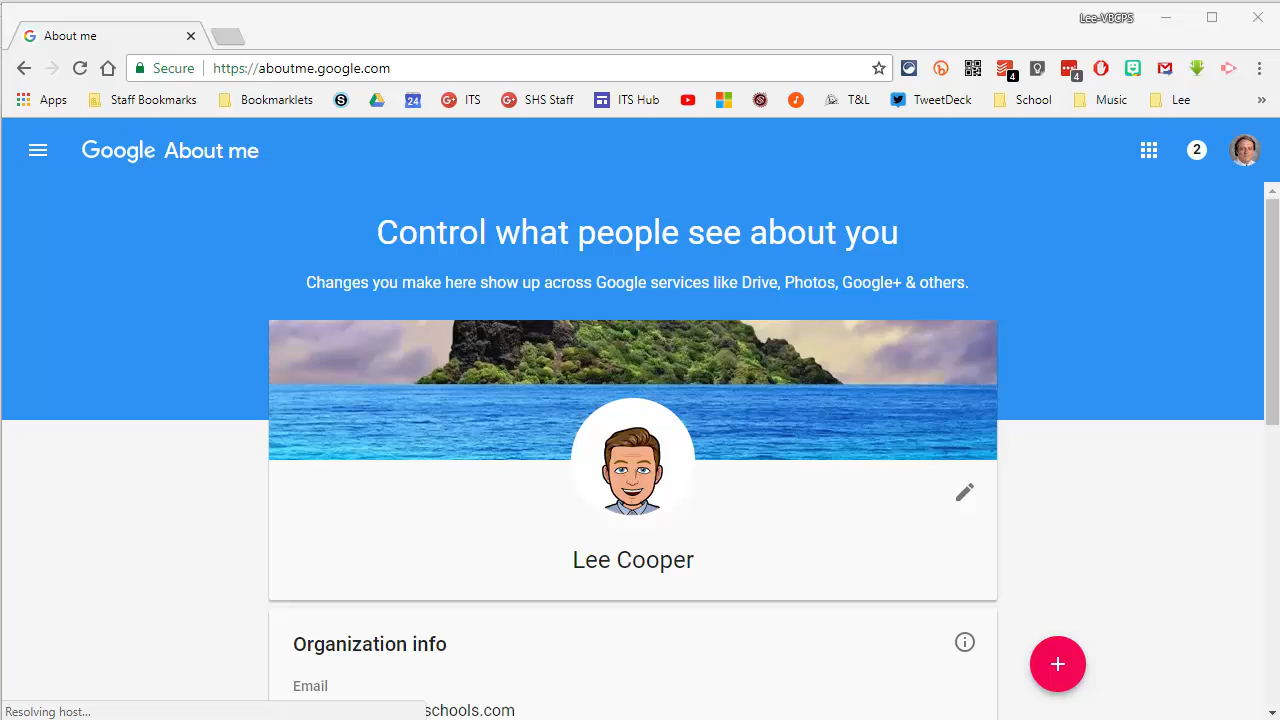 Lee-VBCPS
About me
Secure https://aboutme.google.com
4 4
Apps Staff Bookmarks Bookmarklets 24 ITS SHS Staff ITS Hub T&L TweetDeck School Music Lee »
Google About me 2
Control what people see about you
Changes you make here show up across Google services like Drive, Photos, Google+ & others.
Lee Cooper
Organization info
Email
schools.com
Resolving host...